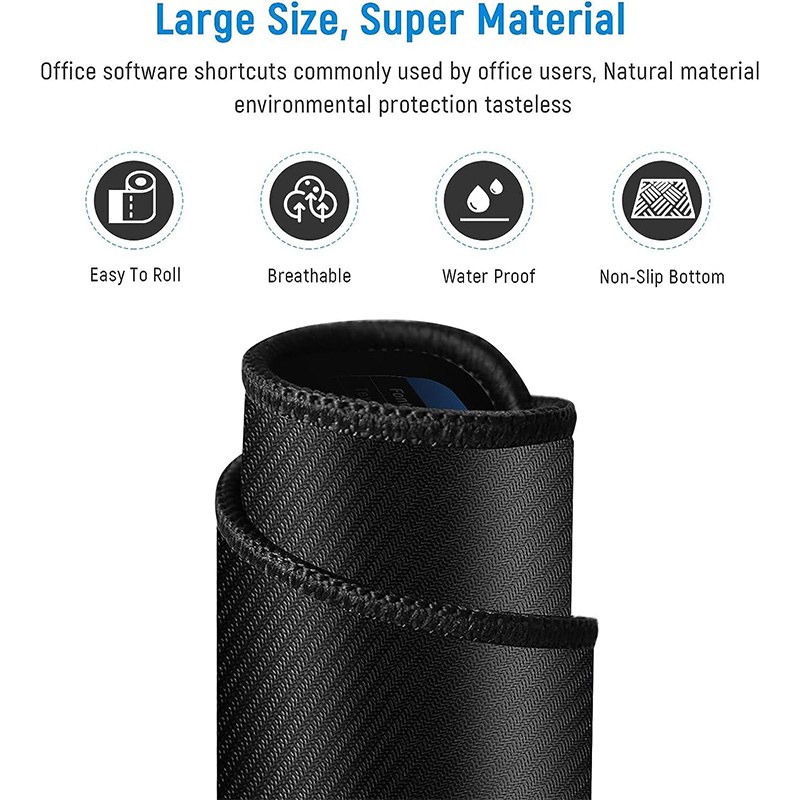 Large Size, Super Material
Office software shortcuts commonly used by office users, Natural material
environmental protection tasteless
Easy To Roll
Breathable
Water Proof
Non-Slip Bottom